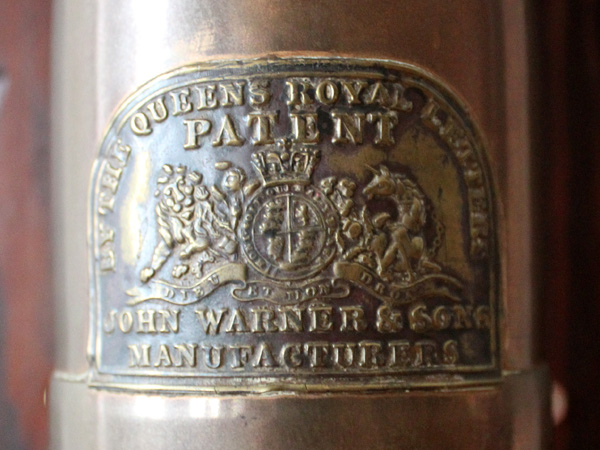 BY THE QUEENS ROYAL LETTERS
PATENT
DIEU ET MON DROIT
JOHN WARNER & SONS
MANUFACTURERS